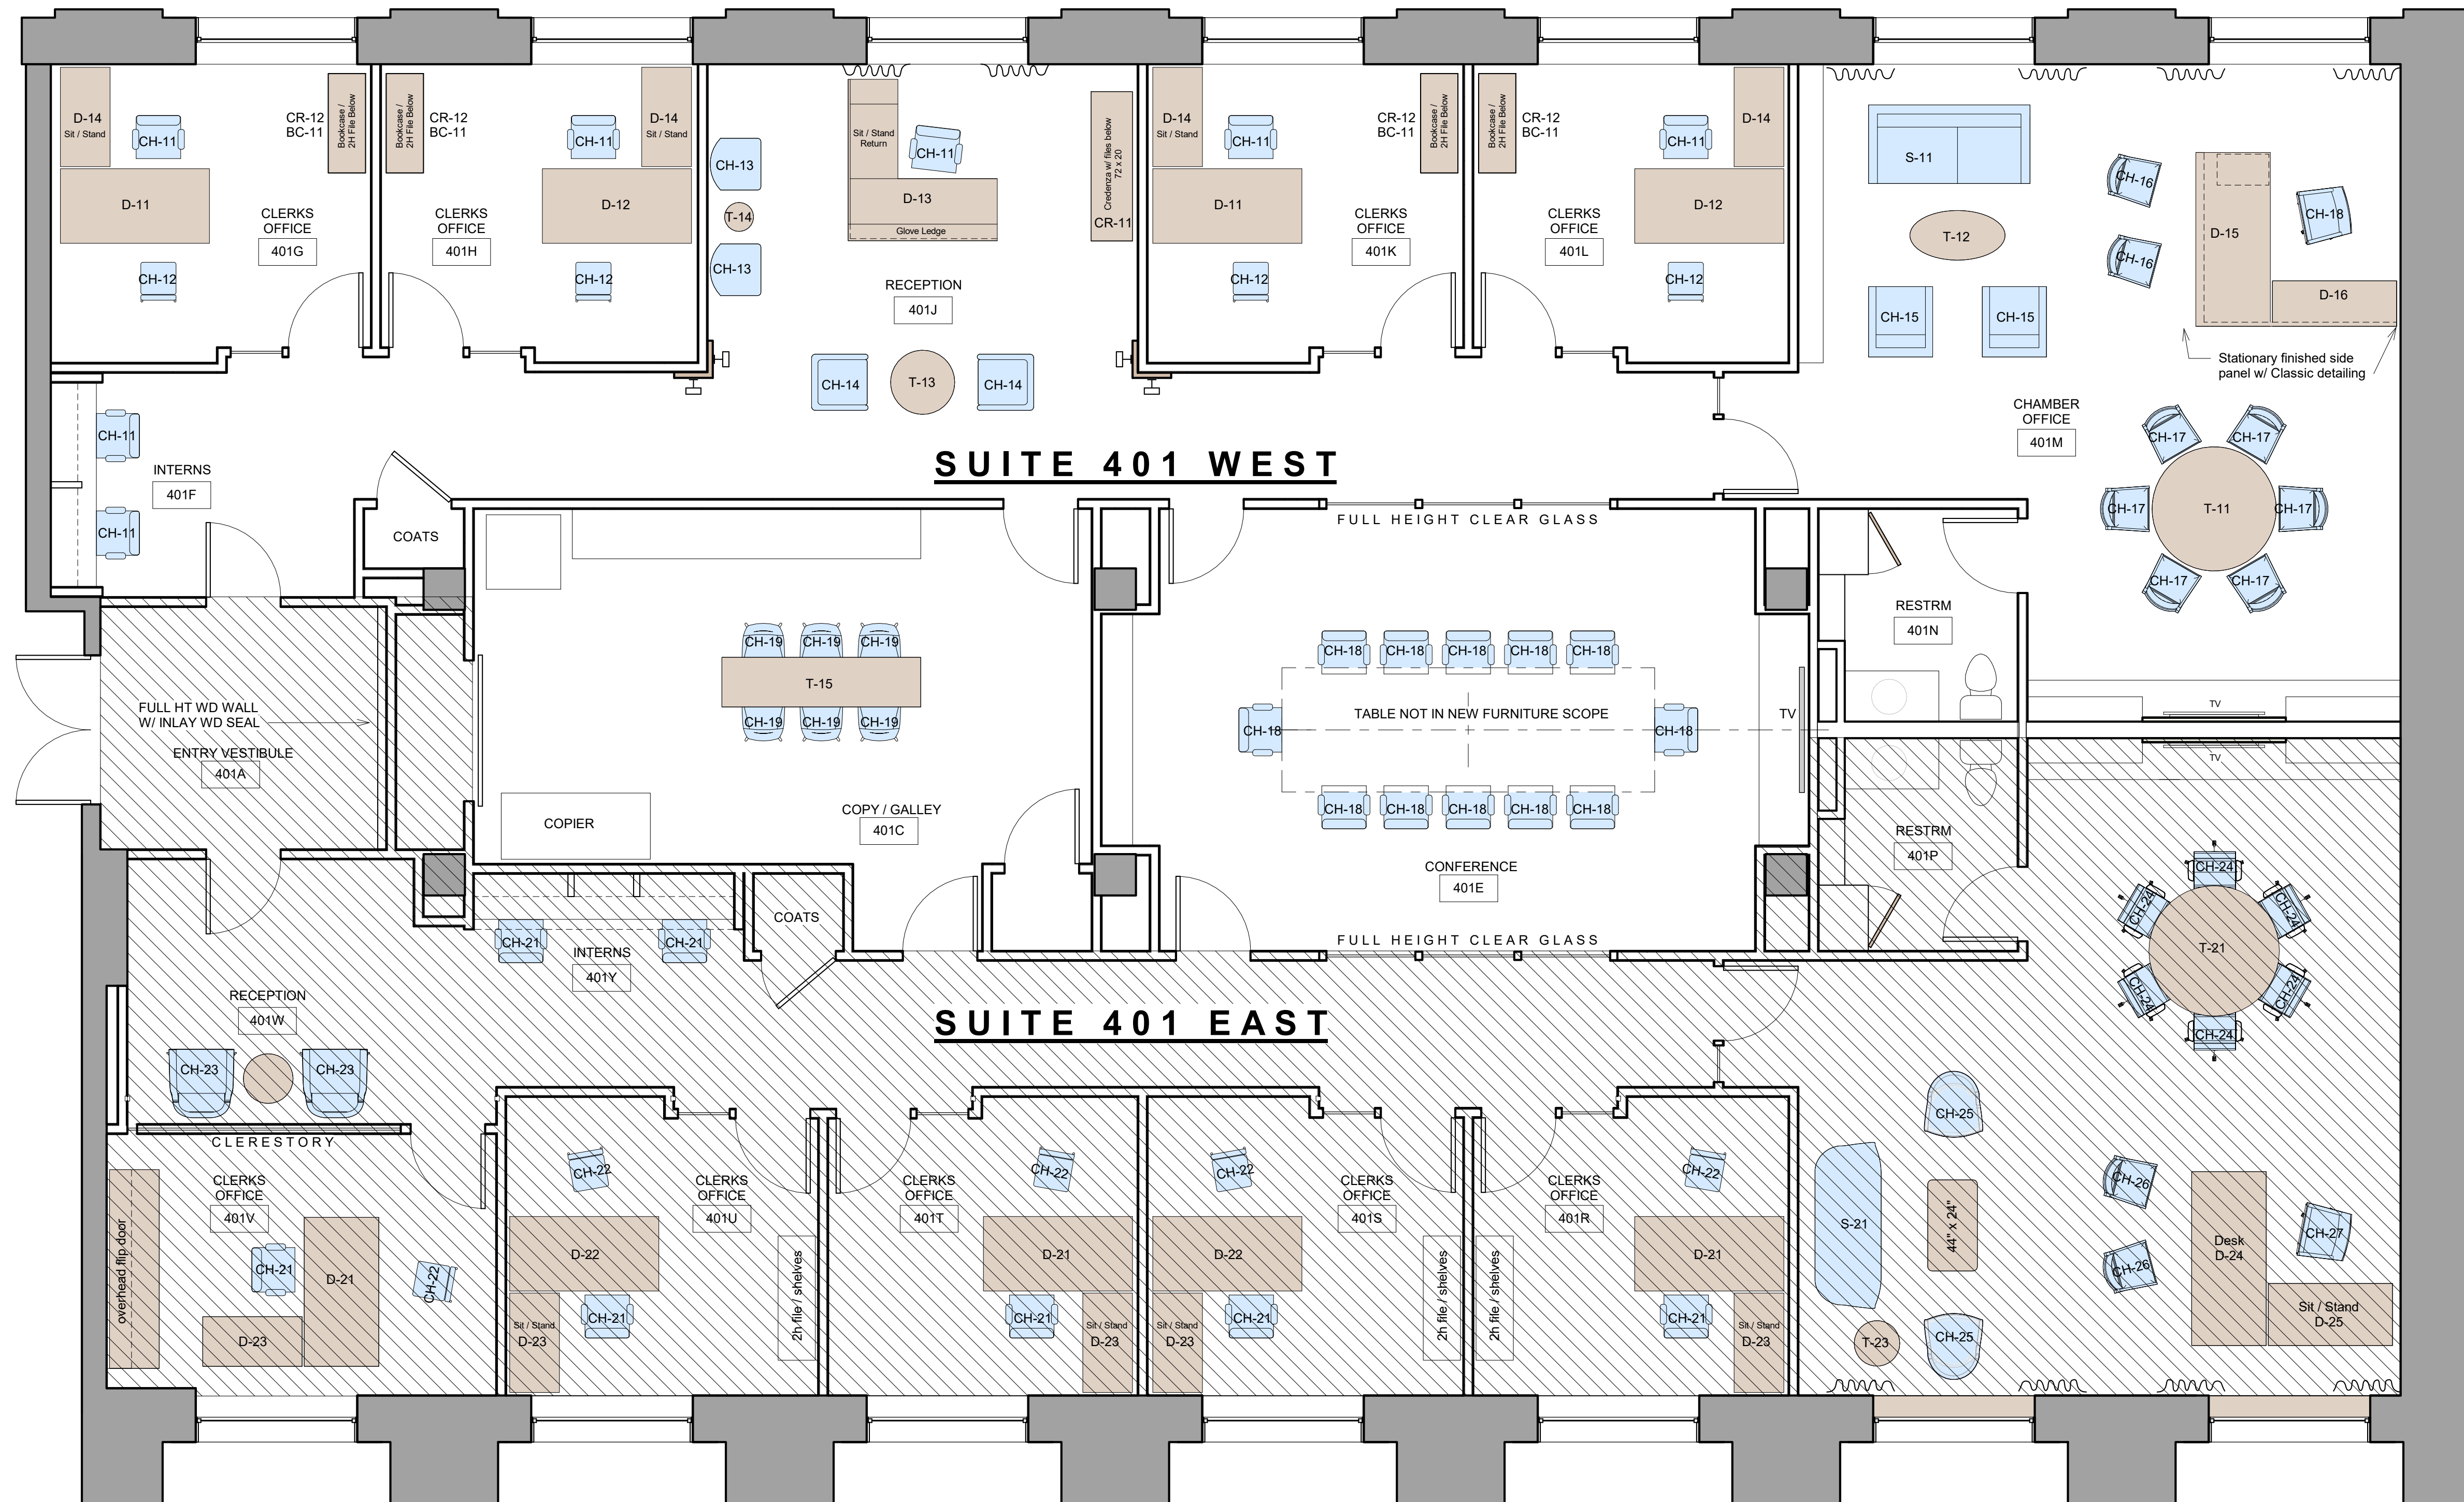 D-14
Sit / Stand
CH-11
D-11
CH-12
CR-12
BC-11
Bookcase /
2H File Below
CLERKS
OFFICE
401G
Bookcase /
2H File Below
CR-12
BC-11
CLERKS
OFFICE
401H
CH-11
D-14
Sit / Stand
D-12
CH-12
CH-13
T-14
CH-13
Sit / Stand
Return
CH-11
D-13
Glove Ledge
Credenza w/ files below
72 x 20
CR-11
RECEPTION
401J
CH-14
T-13
CH-14
D-14
Sit / Stand
CH-11
D-11
CH-12
CR-12
BC-11
Bookcase /
2H File Below
CLERKS
OFFICE
401K
Bookcase /
2H File Below
CR-12
BC-11
CLERKS
OFFICE
401L
CH-11
D-14
D-12
CH-12
S-11
T-12
CH-15
CH-15
CH-16
CH-16
D-15
CH-18
D-16
Stationary finished side
panel w/ Classic detailing
CHAMBER
OFFICE
401M
CH-17
CH-17
CH-17
T-11
CH-17
CH-17
CH-17
TV
CH-11
CH-11
INTERNS
401F
COATS
SUITE 401 WEST
FULL HEIGHT CLEAR GLASS
FULL HT WD WALL
W/ INLAY WD SEAL
ENTRY VESTIBULE
401A
CH-19
CH-19
CH-19
T-15
CH-19
CH-19
CH-19
COPIER
COPY / GALLEY
401C
CH-18
CH-18
CH-18
CH-18
CH-18
CH-18
TABLE NOT IN NEW FURNITURE SCOPE
CH-18
TV
CH-18
CH-18
CH-18
CH-18
CH-18
CONFERENCE
401E
FULL HEIGHT CLEAR GLASS
RESTRM
401N
RESTRM
401P
TV
CH-24
CH-24
CH-24
T-21
CH-24
CH-24
CH-24
CH-21
CH-21
INTERNS
401Y
COATS
SUITE 401 EAST
RECEPTION
401W
CH-23
CH-23
CLERESTORY
overhead flip door
CLERKS
OFFICE
401V
CH-21
D-21
CH-22
D-23
CH-22
CLERKS
OFFICE
401U
D-22
Sit / Stand
D-23
CH-21
2h file / shelves
CLERKS
OFFICE
401T
CH-22
D-21
CH-21
Sit / Stand
D-23
CH-22
CLERKS
OFFICE
401S
D-22
Sit / Stand
D-23
CH-21
2h file / shelves
2h file / shelves
CLERKS
OFFICE
401R
CH-22
D-21
CH-21
Sit / Stand
D-23
CH-25
S-21
44" x 24"
T-23
CH-25
CH-26
CH-26
Desk
D-24
CH-27
Sit / Stand
D-25